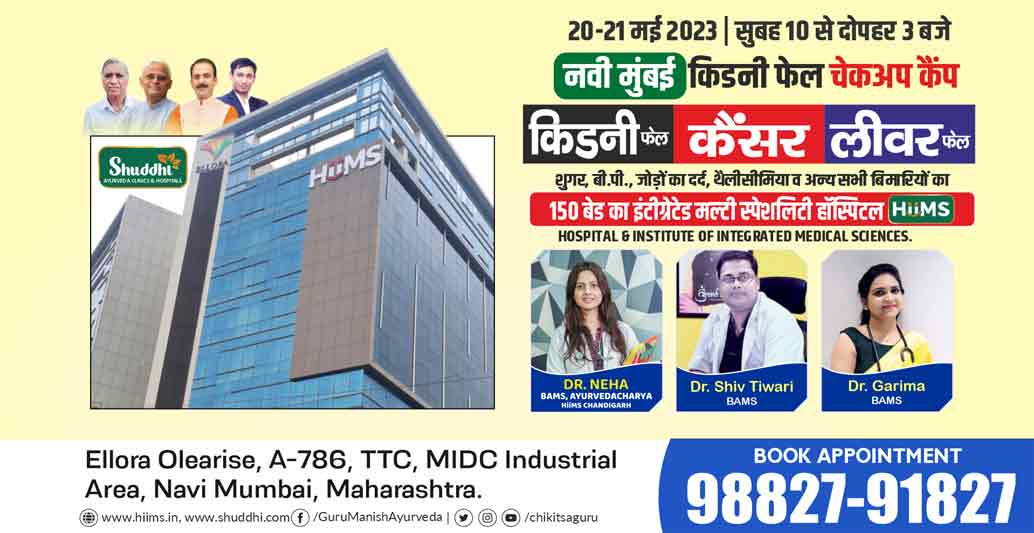 20-21 मई 2023 | सुबह 10 से दोपहर 3 बजे
नवी मुंबई किडनी फेल चेकअप कैंप
किडनी फेल कैंसर लीवर फेल
शुगर, बी.पी., जोड़ों का दर्द, थैलीसीमिया व अन्य सभी बिमारियों का
150 बेड का इंटीग्रेटेड मल्टी स्पेशलिटी हॉस्पिटल HiiMS
HOSPITAL & INSTITUTE OF INTEGRATED MEDICAL SCIENCES.
Shuddhi
AYURVEDA CLINICS & HOSPITALS
ELLORA
HiiMS
DR. NEHA
BAMS, AYURVEDACHARYA
HiiMS CHANDIGARH
Dr. Shiv Tiwari
BAMS
Dr. Garima
BAMS
Ellora Olearise, A-786, TTC, MIDC Industrial
Area, Navi Mumbai, Maharashtra.
www.hiims.in, www.shuddhi.com /GuruManishAyurveda | /chikitsaguru
BOOK APPOINTMENT
98827-91827